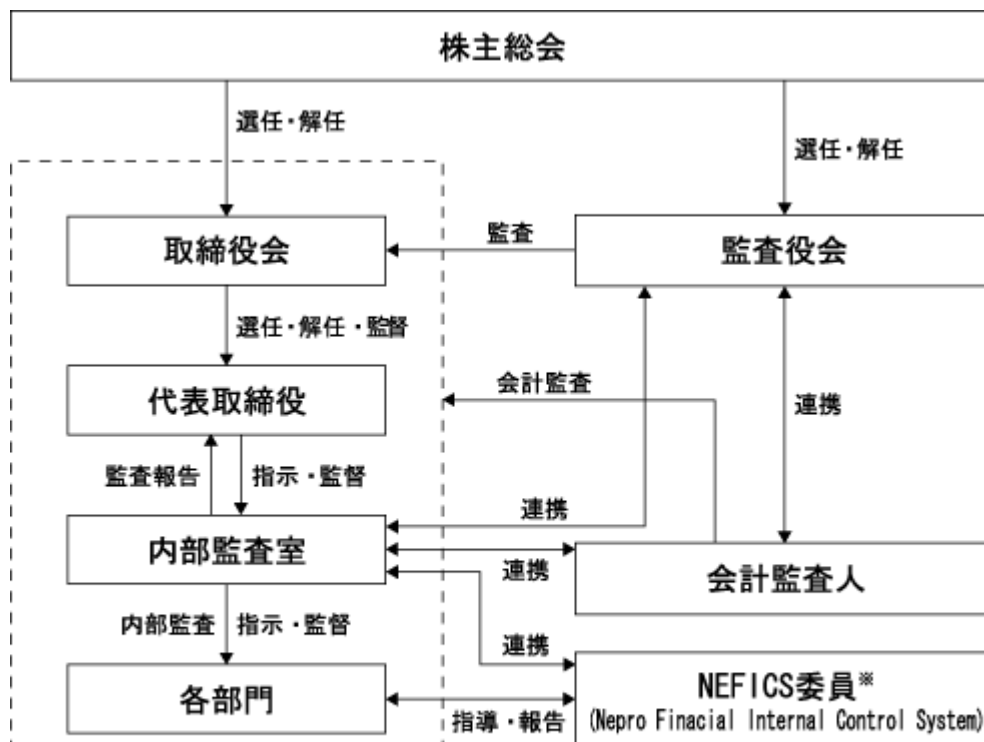 株主総会
選任・解任
選任・解任
取締役会
監査
監査役会
選任・解任・監督
代表取締役
会計監査
連携
監査報告
指示・監督
連携
内部監査室
連携
会計監査人
内部監査
指示・監督
連携
NEFICS委員※
(Nepro Finacial Internal Control System)
各部門
指導・報告